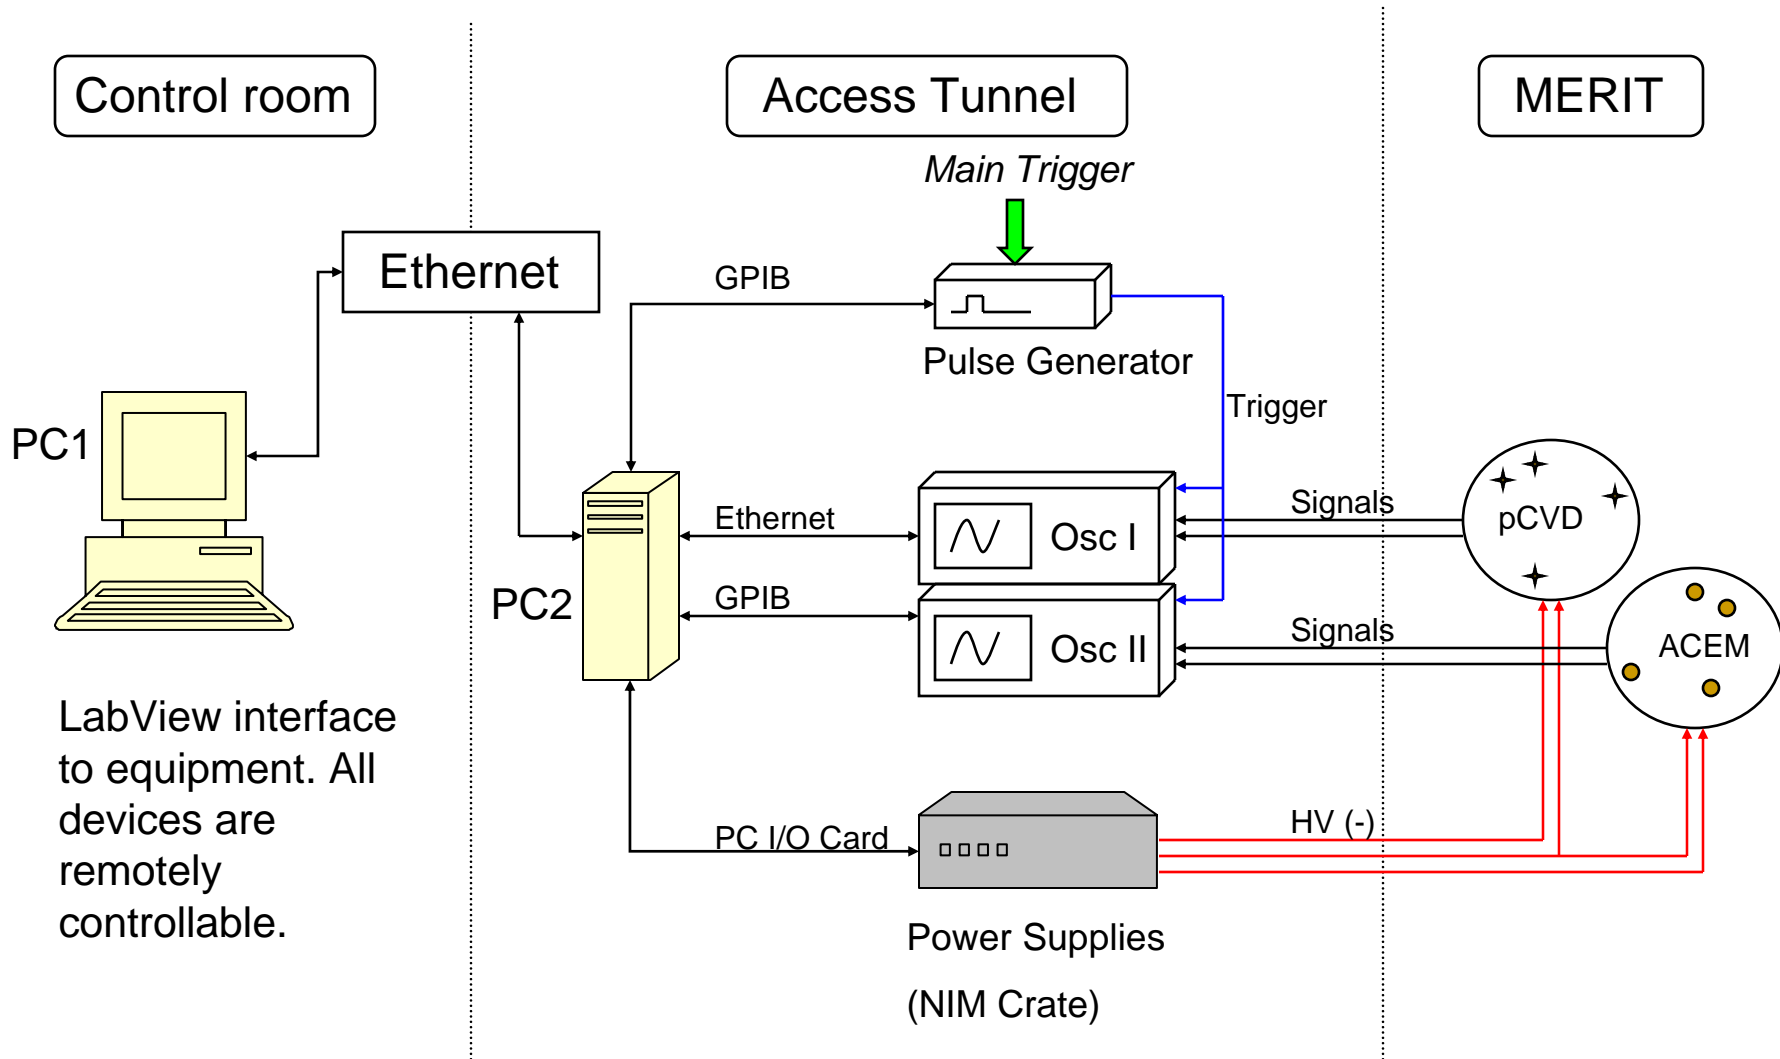 Control room
Access Tunnel
MERIT
Main Trigger
Ethernet
GPIB
Pulse Generator
Trigger
PC1
Ethernet
Osc I
Signals
pCVD
PC2
GPIB
Osc II
Signals
ACEM
LabView interface
to equipment. All
devices are
remotely
controllable.
PC I/O Card
HV (-)
Power Supplies
(NIM Crate)